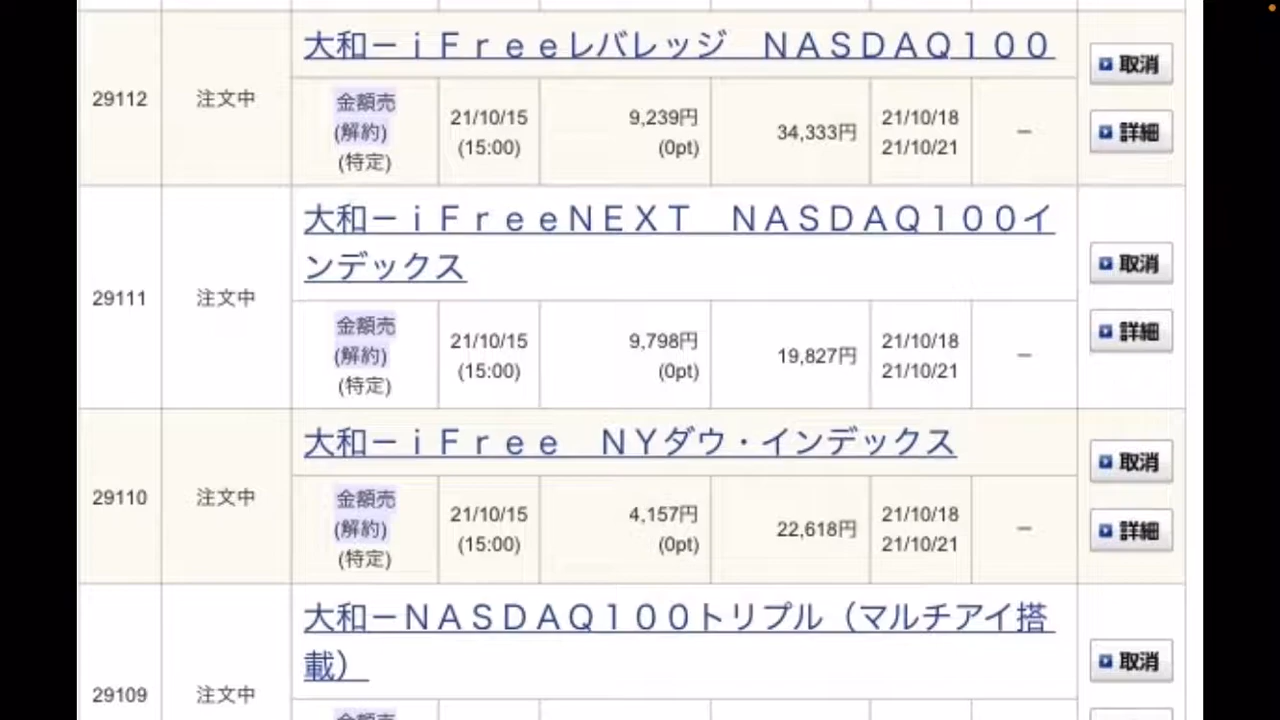 大和－ｉＦｒｅｅレバレッジ　ＮＡＳＤＡＱ１００
29112
注文中
金額売
(解約)
(特定)
21/10/15
(15:00)
9,239円
(0pt)
34,333円
21/10/18
21/10/21
－
取消
詳細
大和－ｉＦｒｅｅＮＥＸＴ　ＮＡＳＤＡＱ１００イ
ンデックス
29111
注文中
金額売
(解約)
(特定)
21/10/15
(15:00)
9,798円
(0pt)
19,827円
21/10/18
21/10/21
－
取消
詳細
大和－ｉＦｒｅｅ　ＮＹダウ・インデックス
29110
注文中
金額売
(解約)
(特定)
21/10/15
(15:00)
4,157円
(0pt)
22,618円
21/10/18
21/10/21
－
取消
詳細
大和－ＮＡＳＤＡＱ１００トリプル（マルチアイ搭
載）
29109
注文中
取消